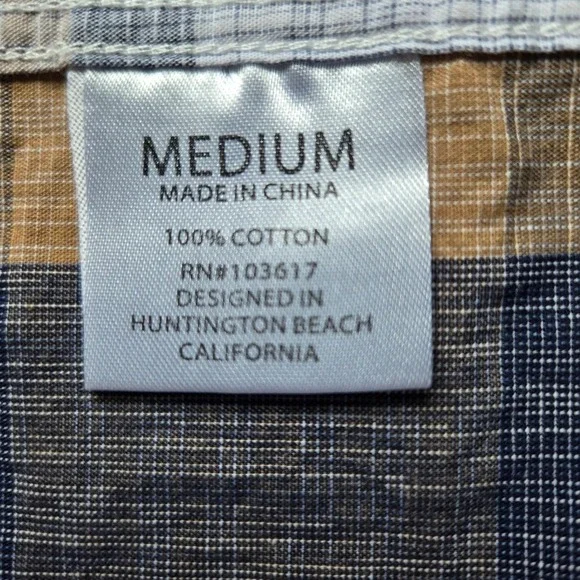 MEDIUM
MADE IN CHINA
100% COTTON
RN#103617
DESIGNED IN
HUNTINGTON BEACH
CALIFORNIA